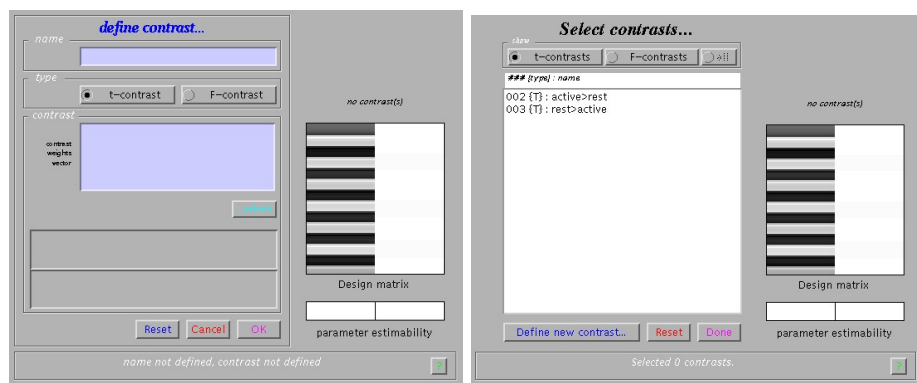 define contrast...
name
type
t-contrast
F-contrast
contrast
contrast
weights
vector
submit
Reset
Cancel
OK
no contrast(s)
Design matrix
parameter estimability
name not defined, contrast not defined
?
Select contrasts...
show
t-contrasts
F-contrasts
all
### {type} : name
002 {T} : active>rest
003 {T} : rest>active
Define new contrast...
Reset
Done
no contrast(s)
Design matrix
parameter estimability
Selected 0 contrasts.
?